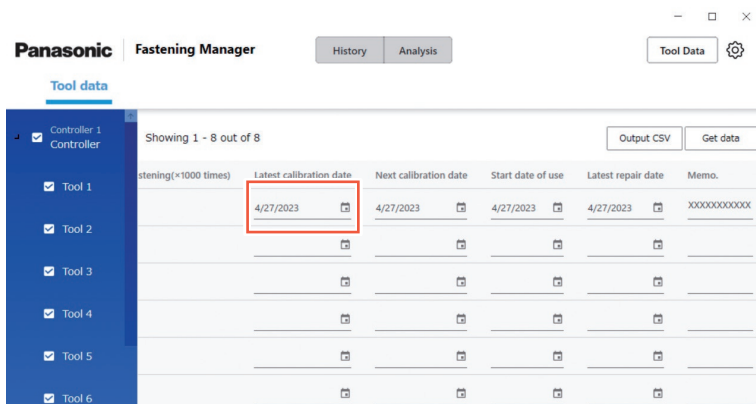 Panasonic Fastening Manager History Analysis Tool Data
Tool data
Controller 1
Controller
Showing 1 - 8 out of 8 Output CSV Get data
stening(×1000 times) Latest calibration date Next calibration date Start date of use Latest repair date Memo.
Tool 1
4/27/2023 4/27/2023 4/27/2023 4/27/2023 XXXXXXXXXXX
Tool 2
Tool 3
Tool 4
Tool 5
Tool 6